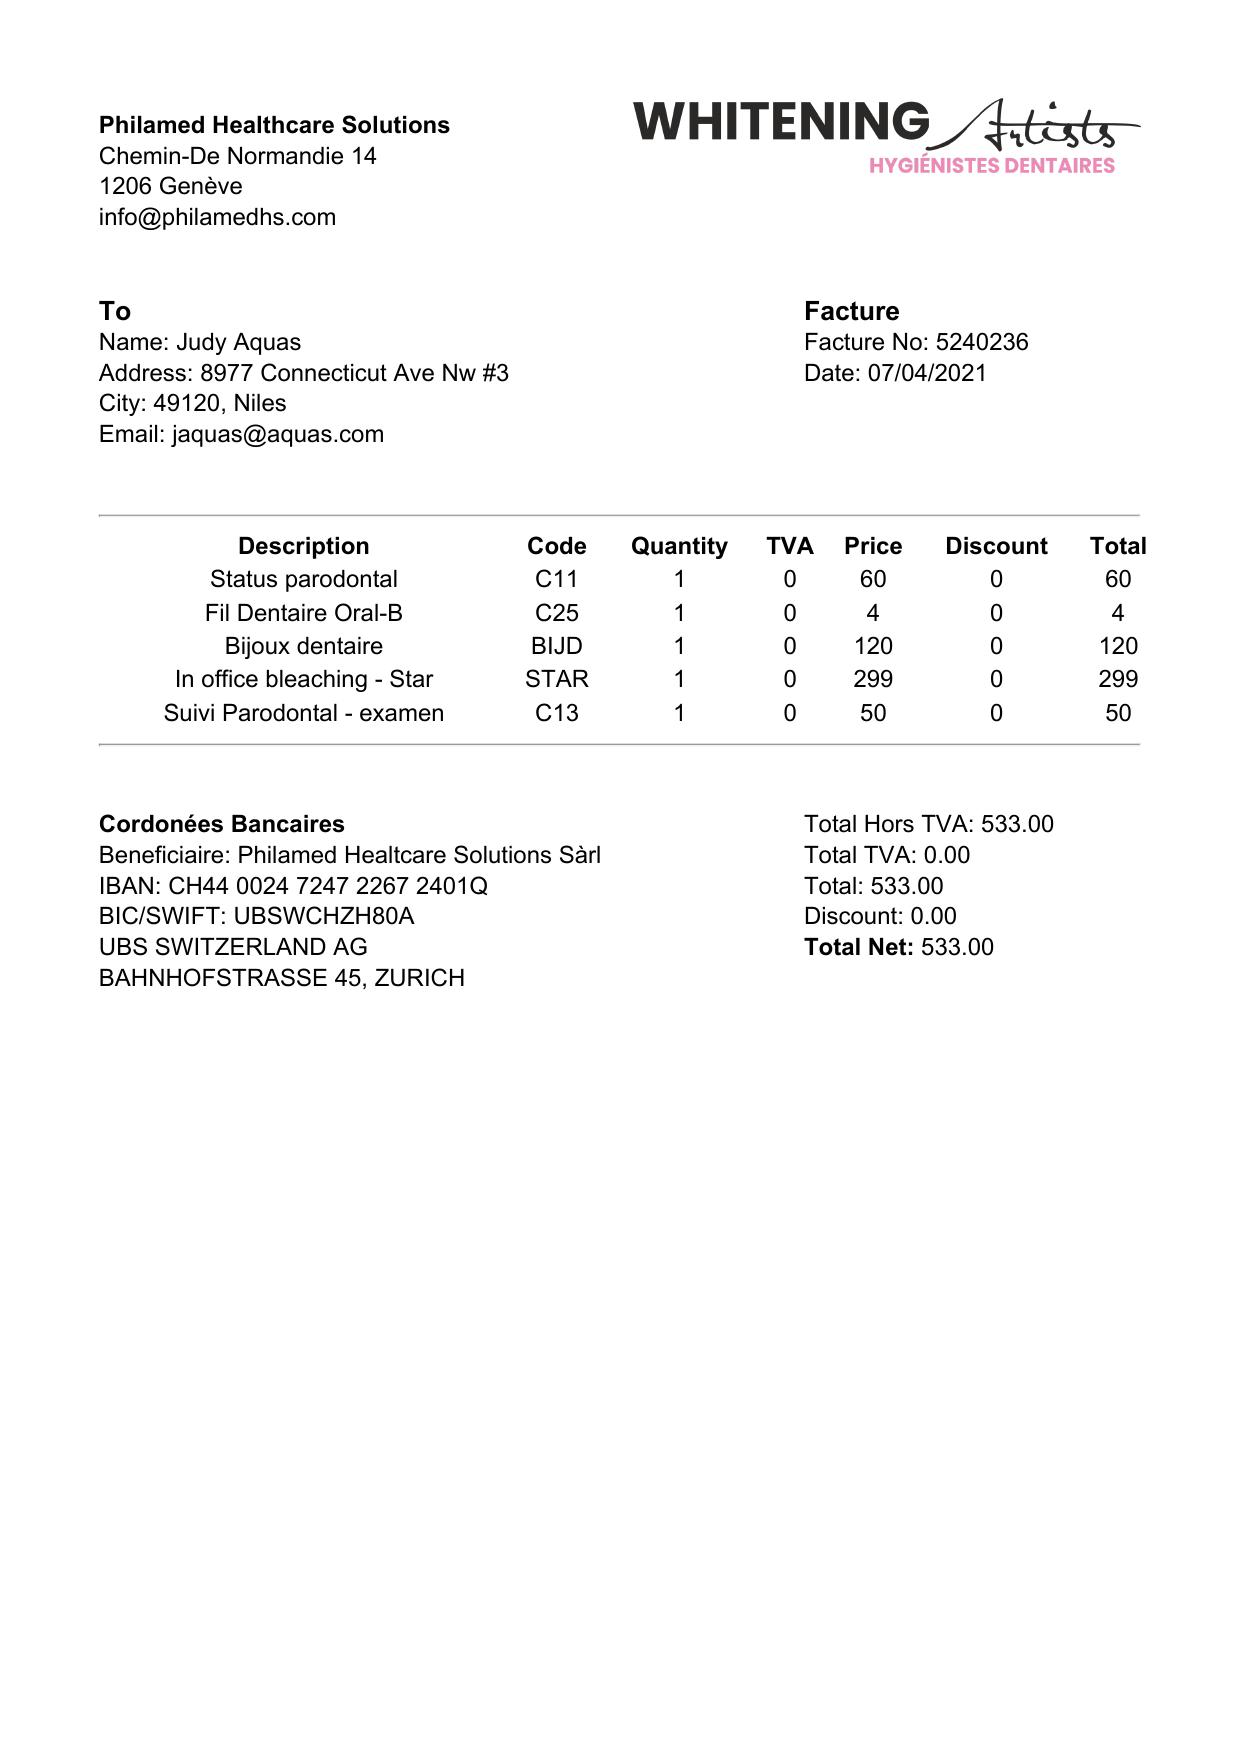 Philamed Healthcare Solutions
Chemin-De Normandie 14
1206 Genève
info@philamedhs.com
WHITENING Artists
HYGIÉNISTES DENTAIRES
To
Name: Judy Aquas
Address: 8977 Connecticut Ave Nw #3
City: 49120, Niles
Email: jaquas@aquas.com
Facture
Facture No: 5240236
Date: 07/04/2021
Description Code Quantity TVA Price Discount Total
Status parodontal C11 1 0 60 0 60
Fil Dentaire Oral-B C25 1 0 4 0 4
Bijoux dentaire BIJD 1 0 120 0 120
In office bleaching - Star STAR 1 0 299 0 299
Suivi Parodontal - examen C13 1 0 50 0 50
Cordonées Bancaires
Beneficiaire: Philamed Healtcare Solutions Sàrl
IBAN: CH44 0024 7247 2267 2401Q
BIC/SWIFT: UBSWCHZH80A
UBS SWITZERLAND AG
BAHNHOFSTRASSE 45, ZURICH
Total Hors TVA: 533.00
Total TVA: 0.00
Total: 533.00
Discount: 0.00
Total Net: 533.00